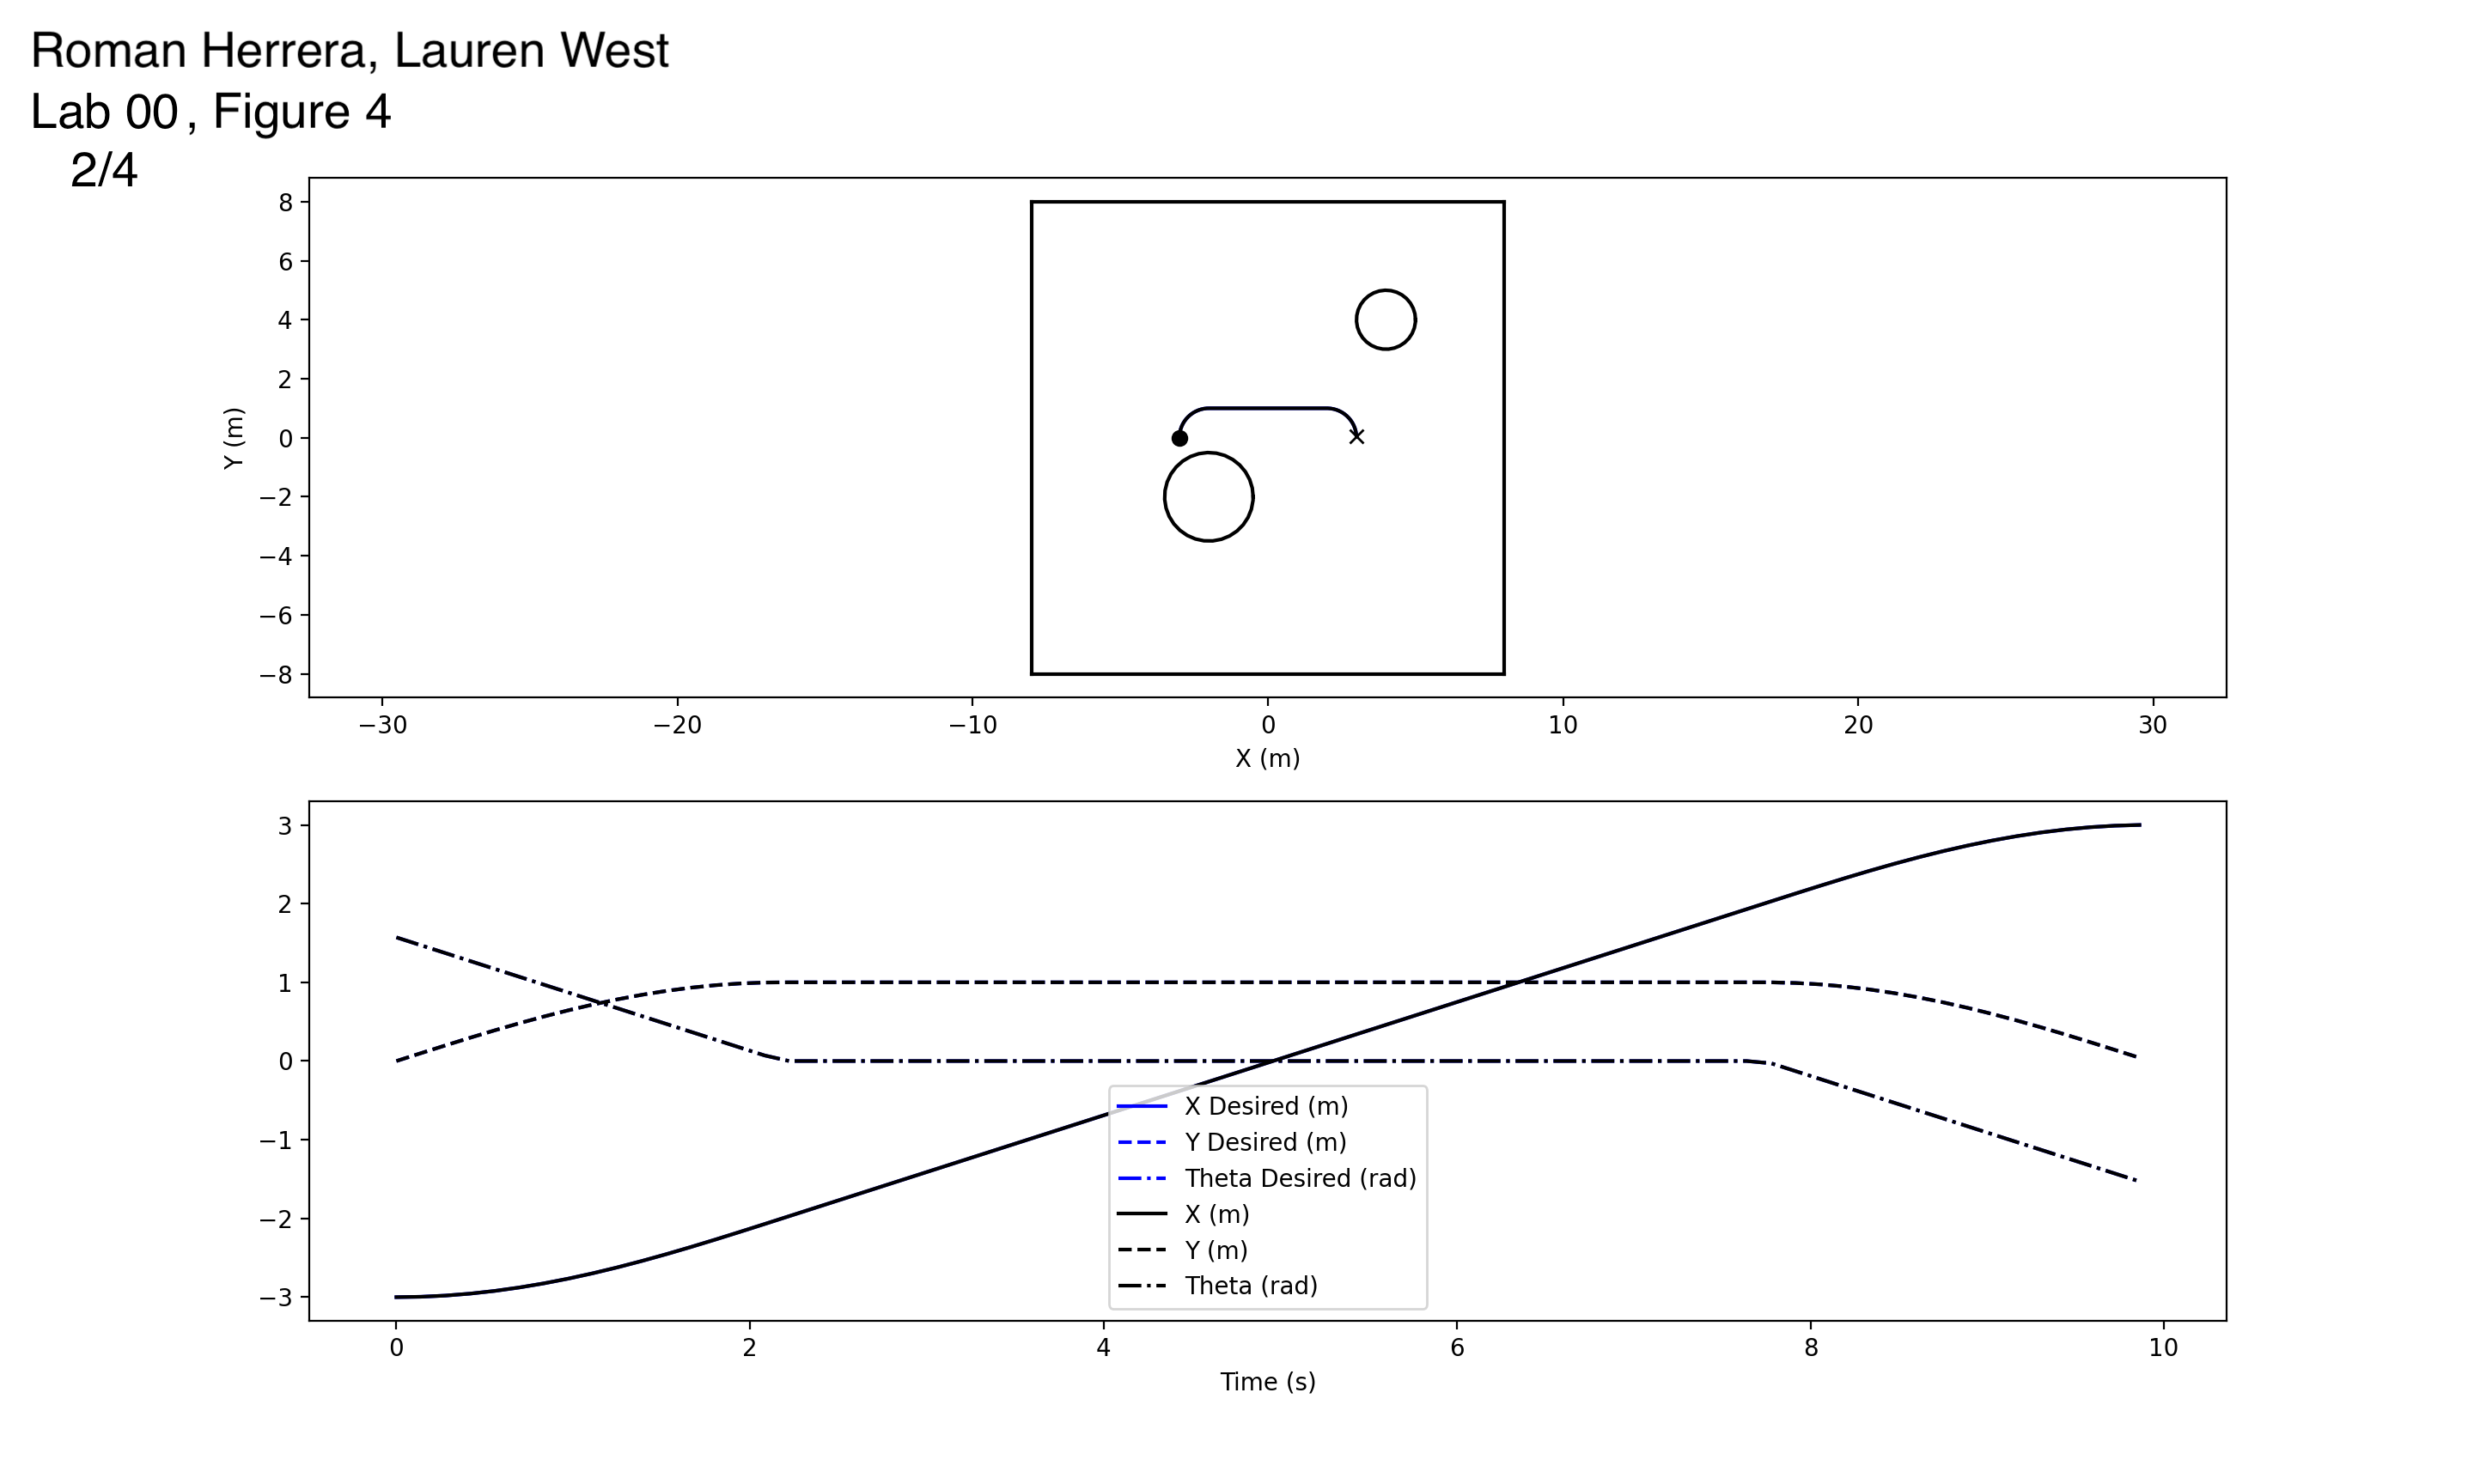 Roman Herrera, Lauren West
Lab 00, Figure 4
2/4
8
6
4
2
0
−2
−4
−6
−8
Y (m)
−30 −20 −10 0 10 20 30
X (m)
3
2
1
0
−1
−2
−3
X Desired (m)
Y Desired (m)
Theta Desired (rad)
X (m)
Y (m)
Theta (rad)
0 2 4 6 8 10
Time (s)